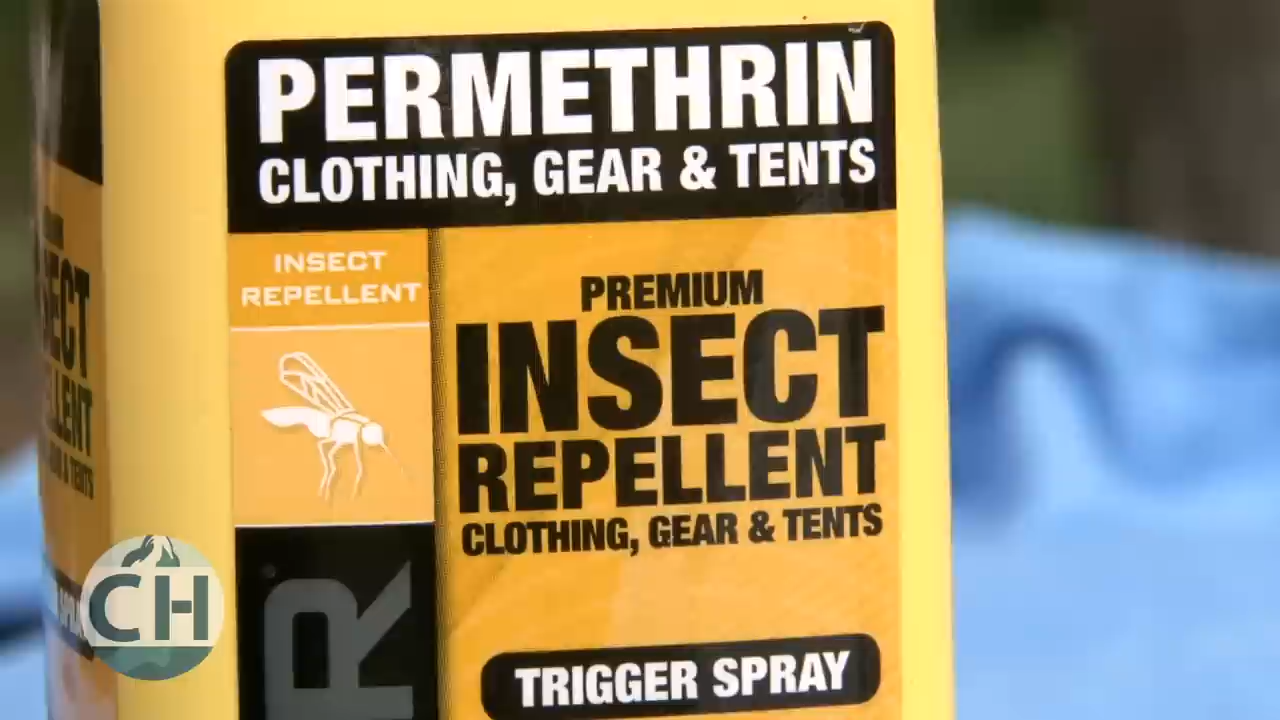 PERMETHRIN
CLOTHING, GEAR & TENTS
INSECT
REPELLENT
PREMIUM
INSECT
REPELLENT
CLOTHING, GEAR & TENTS
R
TRIGGER SPRAY
CH